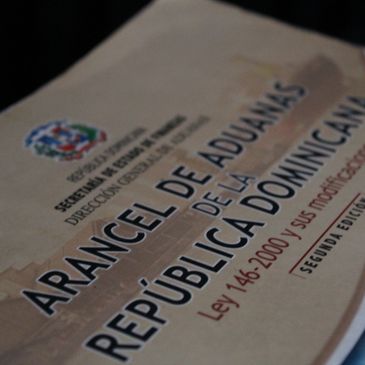 REPÚBLICA DOMINICANA
SECRETARÍA DE ESTADO DE FINANZAS
DIRECCIÓN GENERAL DE ADUANAS
ARANCEL DE ADUANAS
DE LA
REPÚBLICA DOMINICANA
Ley 146-2000 y sus modificaciones
SEGUNDA EDICIÓN